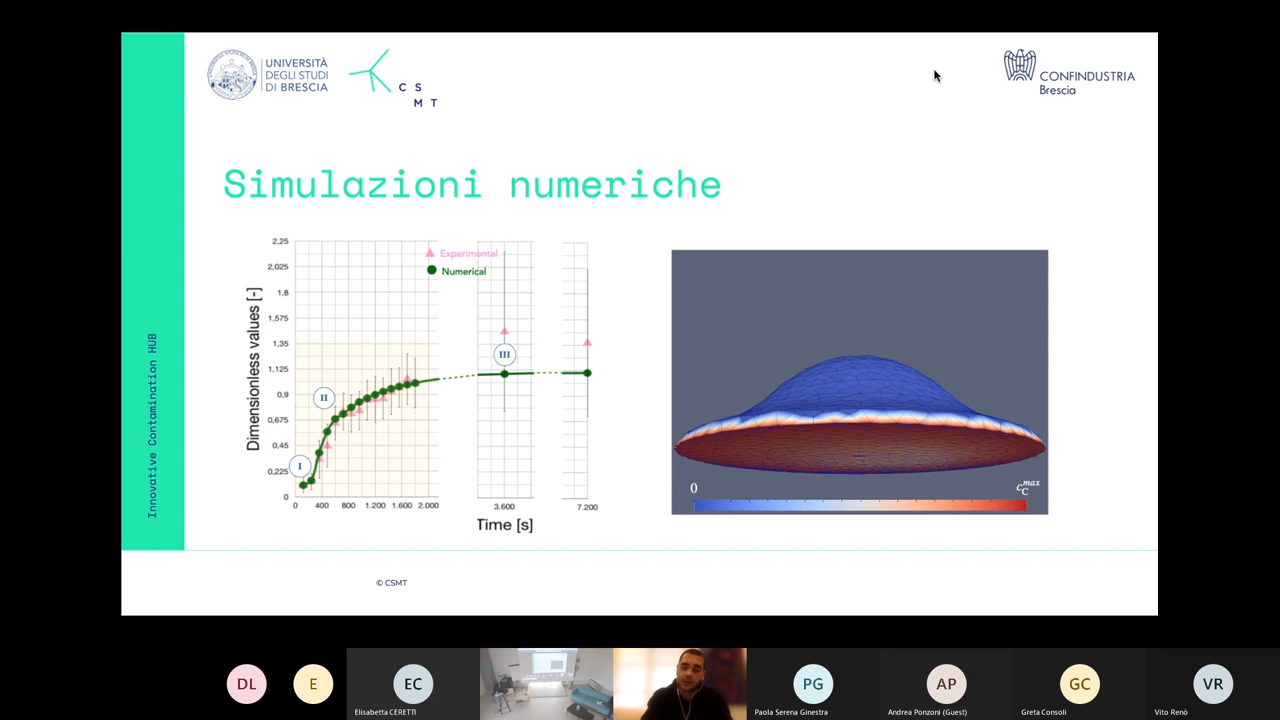 UNIVERSITÀ
DEGLI STUDI
DI BRESCIA
C S
M T
CONFINDUSTRIA
Brescia
Simulazioni numeriche
Innovative Contamination HUB
Dimensionless values [-]
2,25
2,025
1,8
1,575
1,35
1,125
0,9
0,675
0,45
0,225
0
Experimental
Numerical
I
II
III
0 400 800 1.200 1.600 2.000 3.600 7.200
Time [s]
0
c_C^max
© CSMT
DL
E
EC
Elisabetta CERETTI
PG
Paola Serena Ginestra
AP
Andrea Ponzoni (Guest)
GC
Greta Consoli
VR
Vito Renò